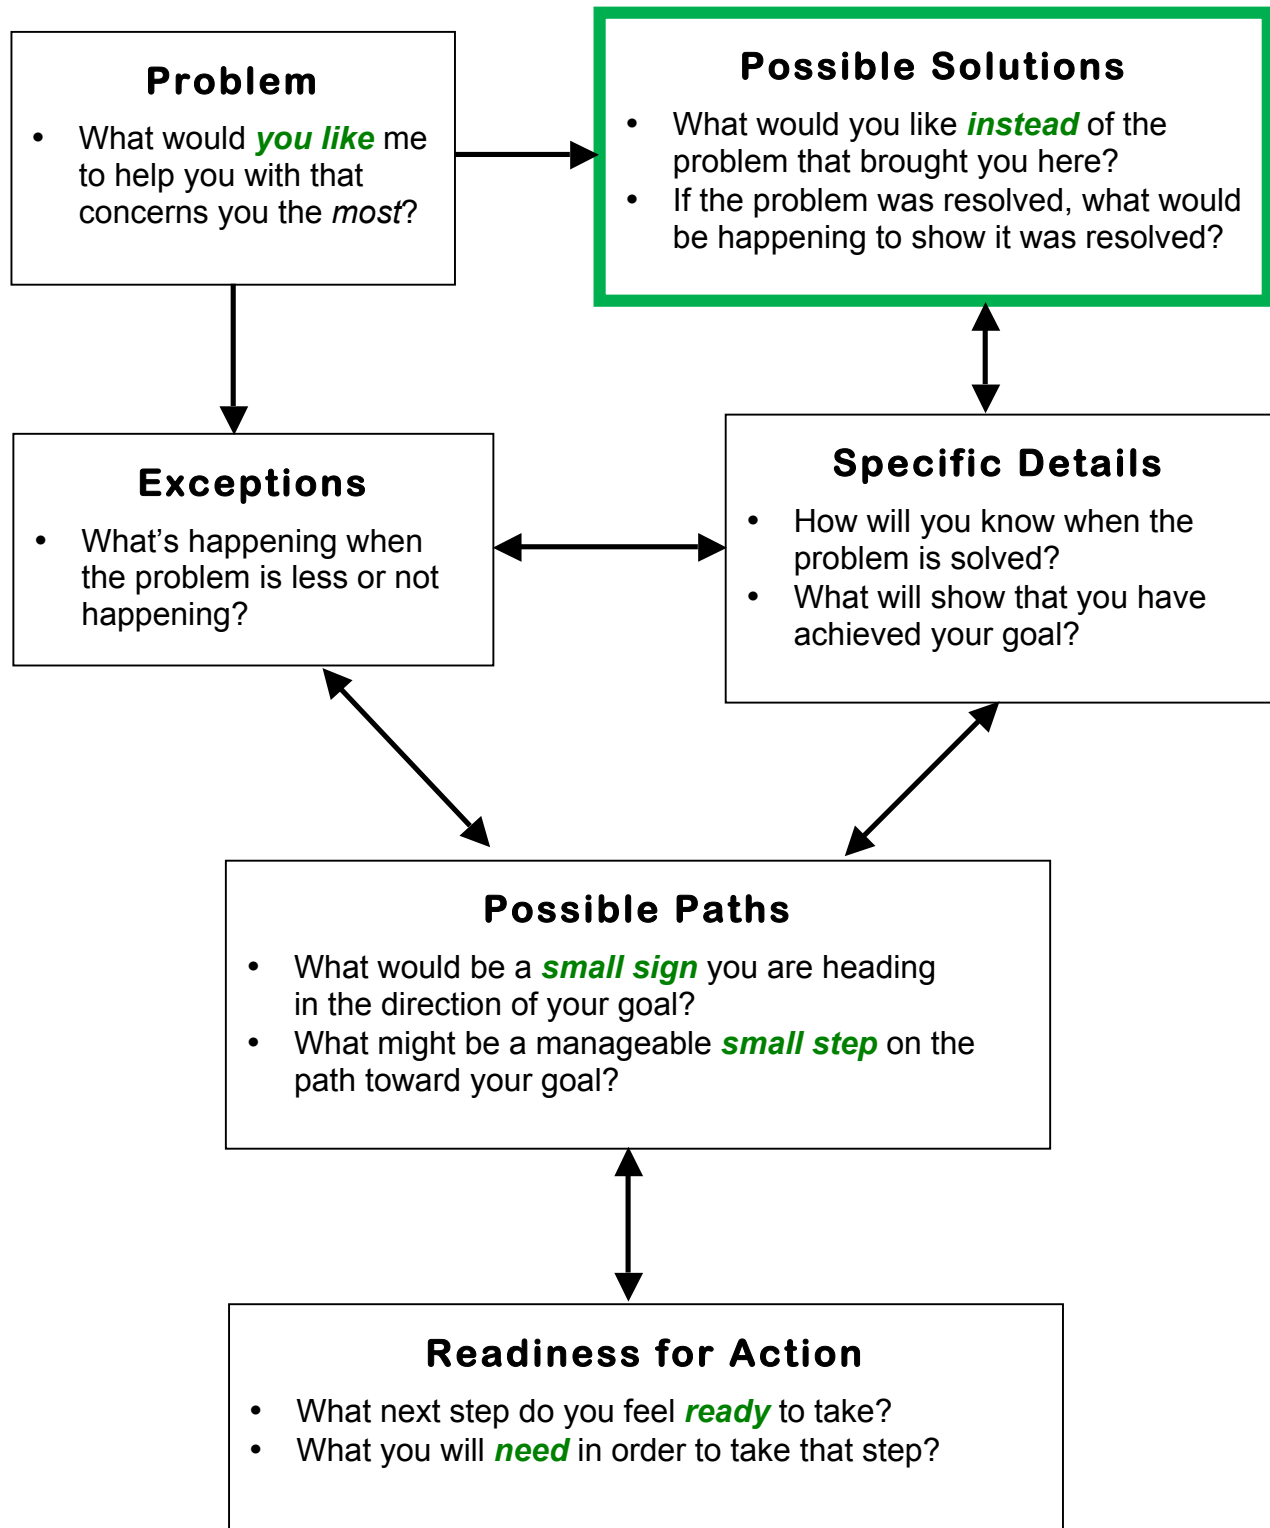 Problem
• What would you like me
to help you with that
concerns you the most?
Possible Solutions
• What would you like instead of the
problem that brought you here?
• If the problem was resolved, what would
be happening to show it was resolved?
Exceptions
• What’s happening when
the problem is less or not
happening?
Specific Details
• How will you know when the
problem is solved?
• What will show that you have
achieved your goal?
Possible Paths
• What would be a small sign you are heading
in the direction of your goal?
• What might be a manageable small step on the
path toward your goal?
Readiness for Action
• What next step do you feel ready to take?
• What you will need in order to take that step?